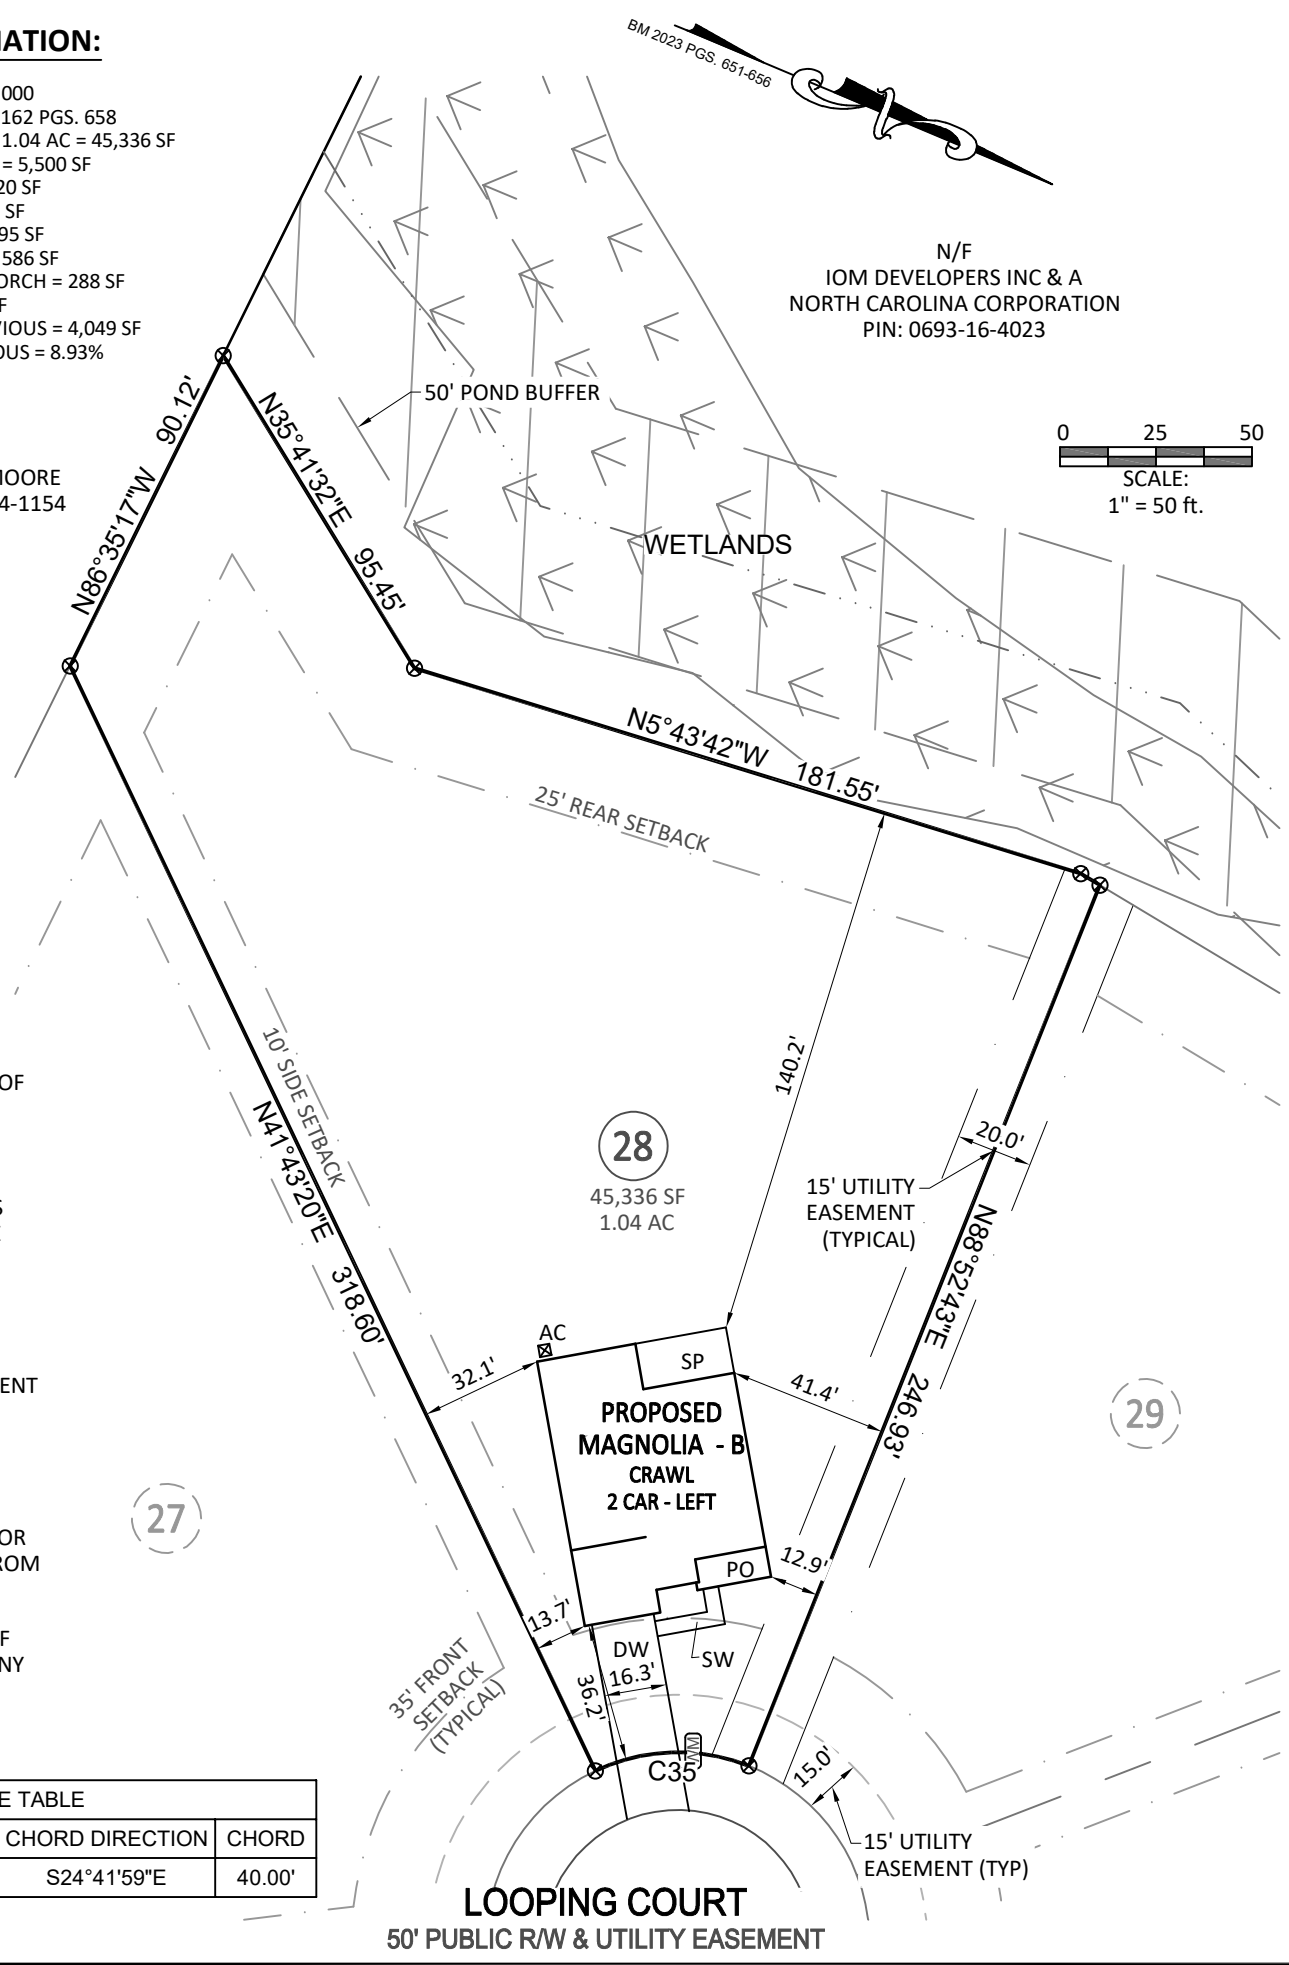 MATION:
000
162 PGS. 658
1.04 AC = 45,336 SF
= 5,500 SF
20 SF
SF
95 SF
586 SF
ORCH = 288 SF
F
VIOUS = 4,049 SF
OUS = 8.93%
BM 2023 PGS. 651-656
N/F
IOM DEVELOPERS INC & A
NORTH CAROLINA CORPORATION
PIN: 0693-16-4023
0 25 50
SCALE:
1" = 50 ft.
50' POND BUFFER
N86°35'17"W 90.12'
N35°41'32"E 95.45'
MOORE
4-1154
WETLANDS
N5°43'42"W 181.55'
25' REAR SETBACK
10' SIDE SETBACK
N41°43'20"E 318.60'
140.2'
28
45,336 SF
1.04 AC
20.0'
15' UTILITY
EASEMENT
(TYPICAL)
N88°52'43"E 246.93'
OF
S
ENT
OR
ROM
F
NY
AC
32.1'
SP
41.4'
PROPOSED
MAGNOLIA - B
CRAWL
2 CAR - LEFT
27
29
PO
12.9'
13.7'
DW
SW
16.3'
36.2'
35' FRONT
SETBACK
(TYPICAL)
WM
C35
15.0'
15' UTILITY
EASEMENT (TYP)
E TABLE
CHORD DIRECTION CHORD
S24°41'59"E 40.00'
LOOPING COURT
50' PUBLIC R/W & UTILITY EASEMENT